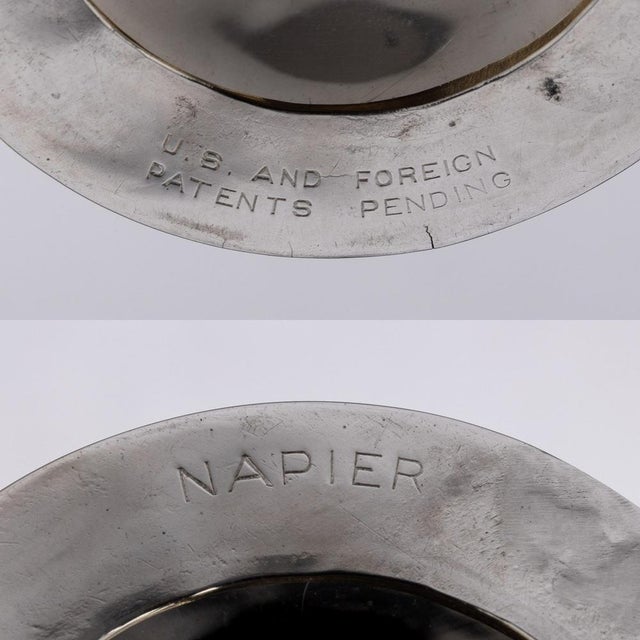 U.S. AND FOREIGN
PATENTS PENDING
NAPIER